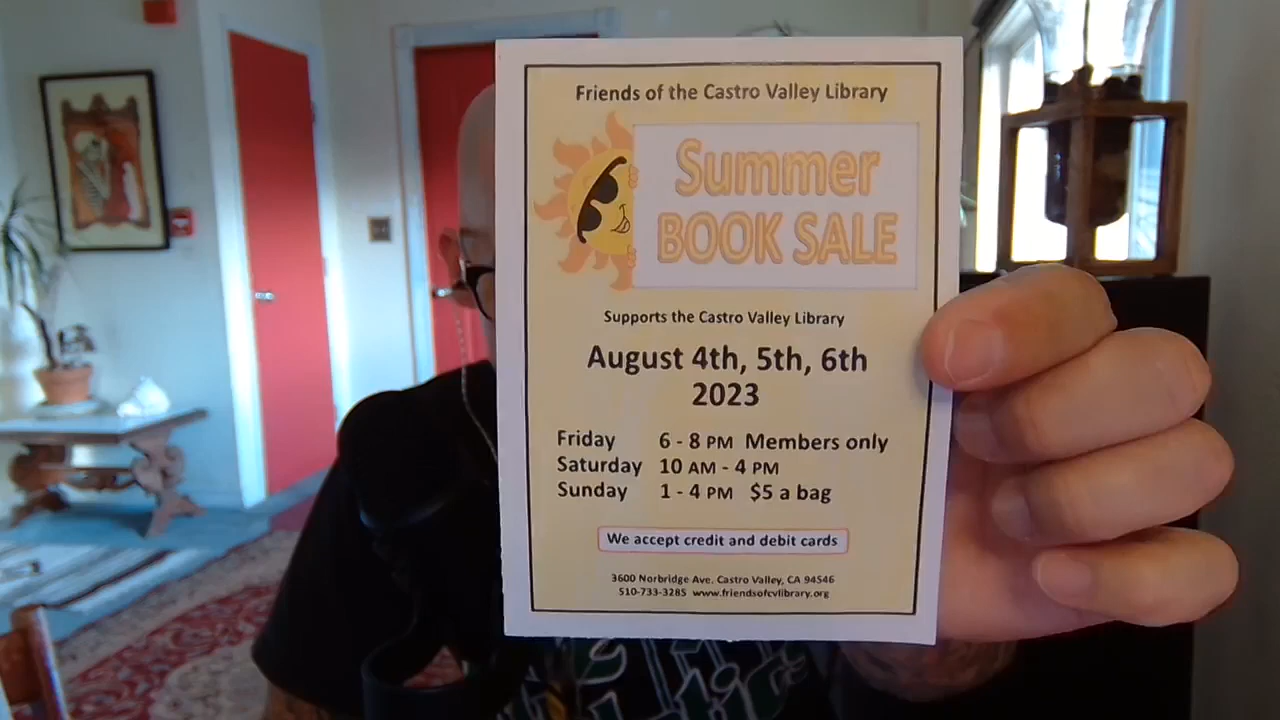 Friends of the Castro Valley Library
Summer
BOOK SALE
Supports the Castro Valley Library
August 4th, 5th, 6th
2023
Friday 6 - 8 PM Members only
Saturday 10 AM - 4 PM
Sunday 1 - 4 PM $5 a bag
We accept credit and debit cards
3600 Norbridge Ave. Castro Valley, CA 94546
510-733-3285 www.friendsofcvlibrary.org